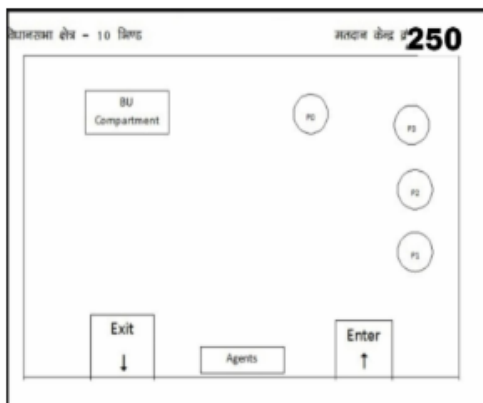 विधानसभा क्षेत्र - 10 भिण्ड
मतदान केन्द्र 250
BU
Compartment
P0
P3
P2
P1
Exit
↓
Enter
↑
Agents